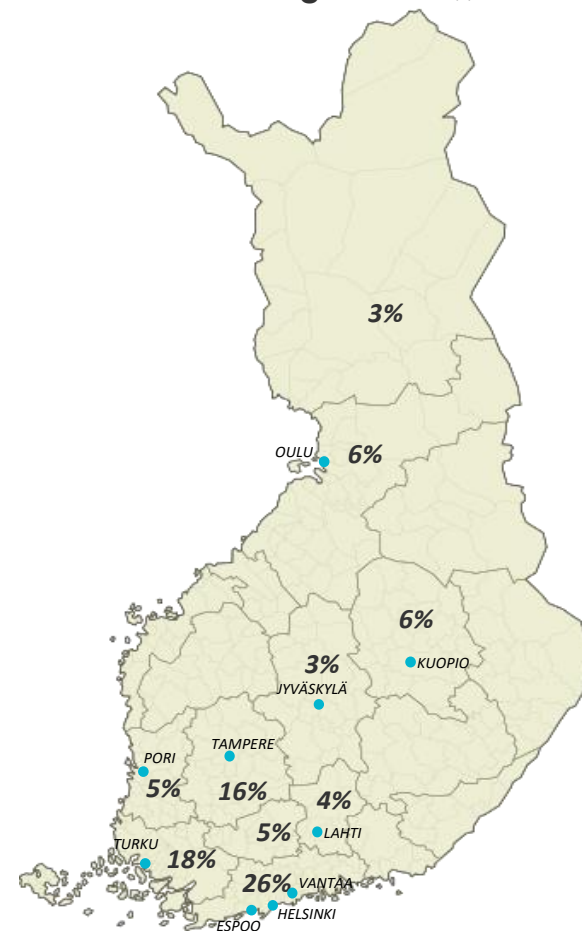 3%
OULU
6%
6%
3%
KUOPIO
JYVÄSKYLÄ
TAMPERE
PORI
5%
16%
4%
5%
LAHTI
TURKU
18%
26%
VANTAA
HELSINKI
ESPOO